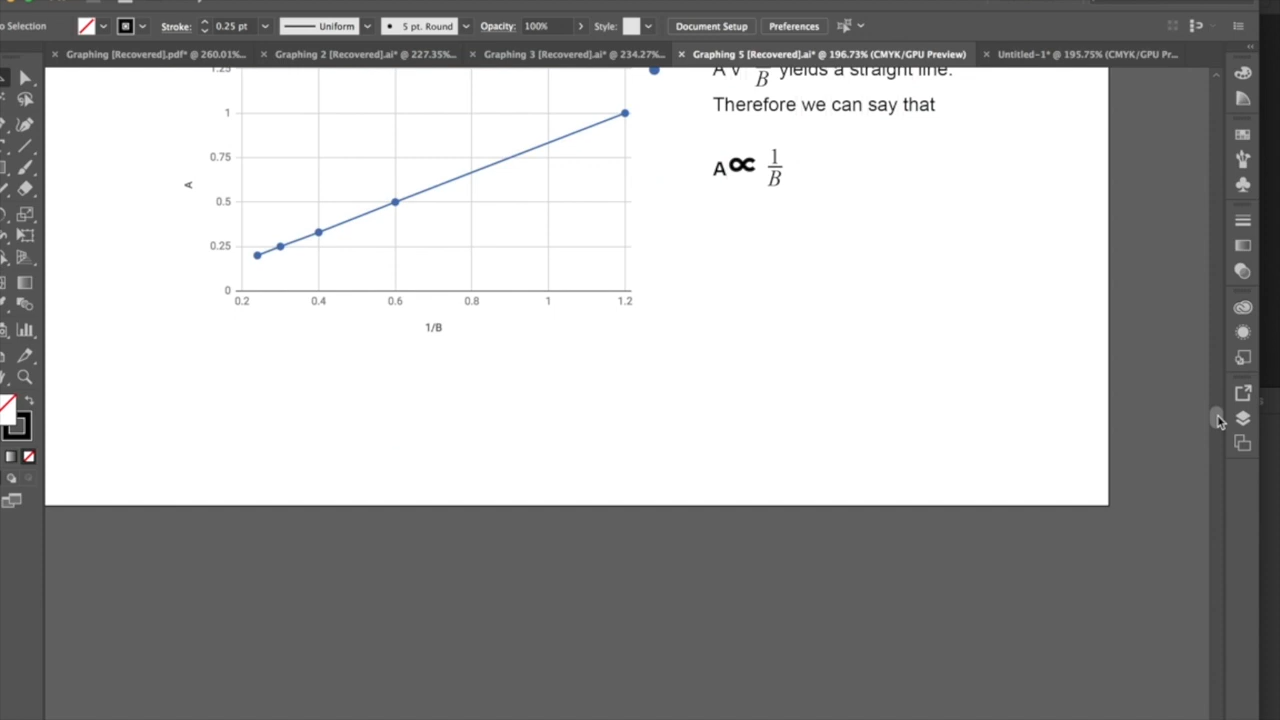 o Selection Stroke: 0.25 pt Uniform 5 pt. Round Opacity: 100% Style: Document Setup Preferences
Graphing [Recovered].pdf* @ 260.01%... Graphing 2 [Recovered].ai* @ 227.35%... Graphing 3 [Recovered].ai* @ 234.27%... Graphing 5 [Recovered].ai* @ 196.73% (CMYK/GPU Preview) Untitled-1* @ 195.75% (CMYK/GPU Pr...
1.25
1
0.75
0.5
0.25
0
A
0.2 0.4 0.6 0.8 1 1.2
1/B
A V B yields a straight line.
Therefore we can say that
A ∝ 1/B